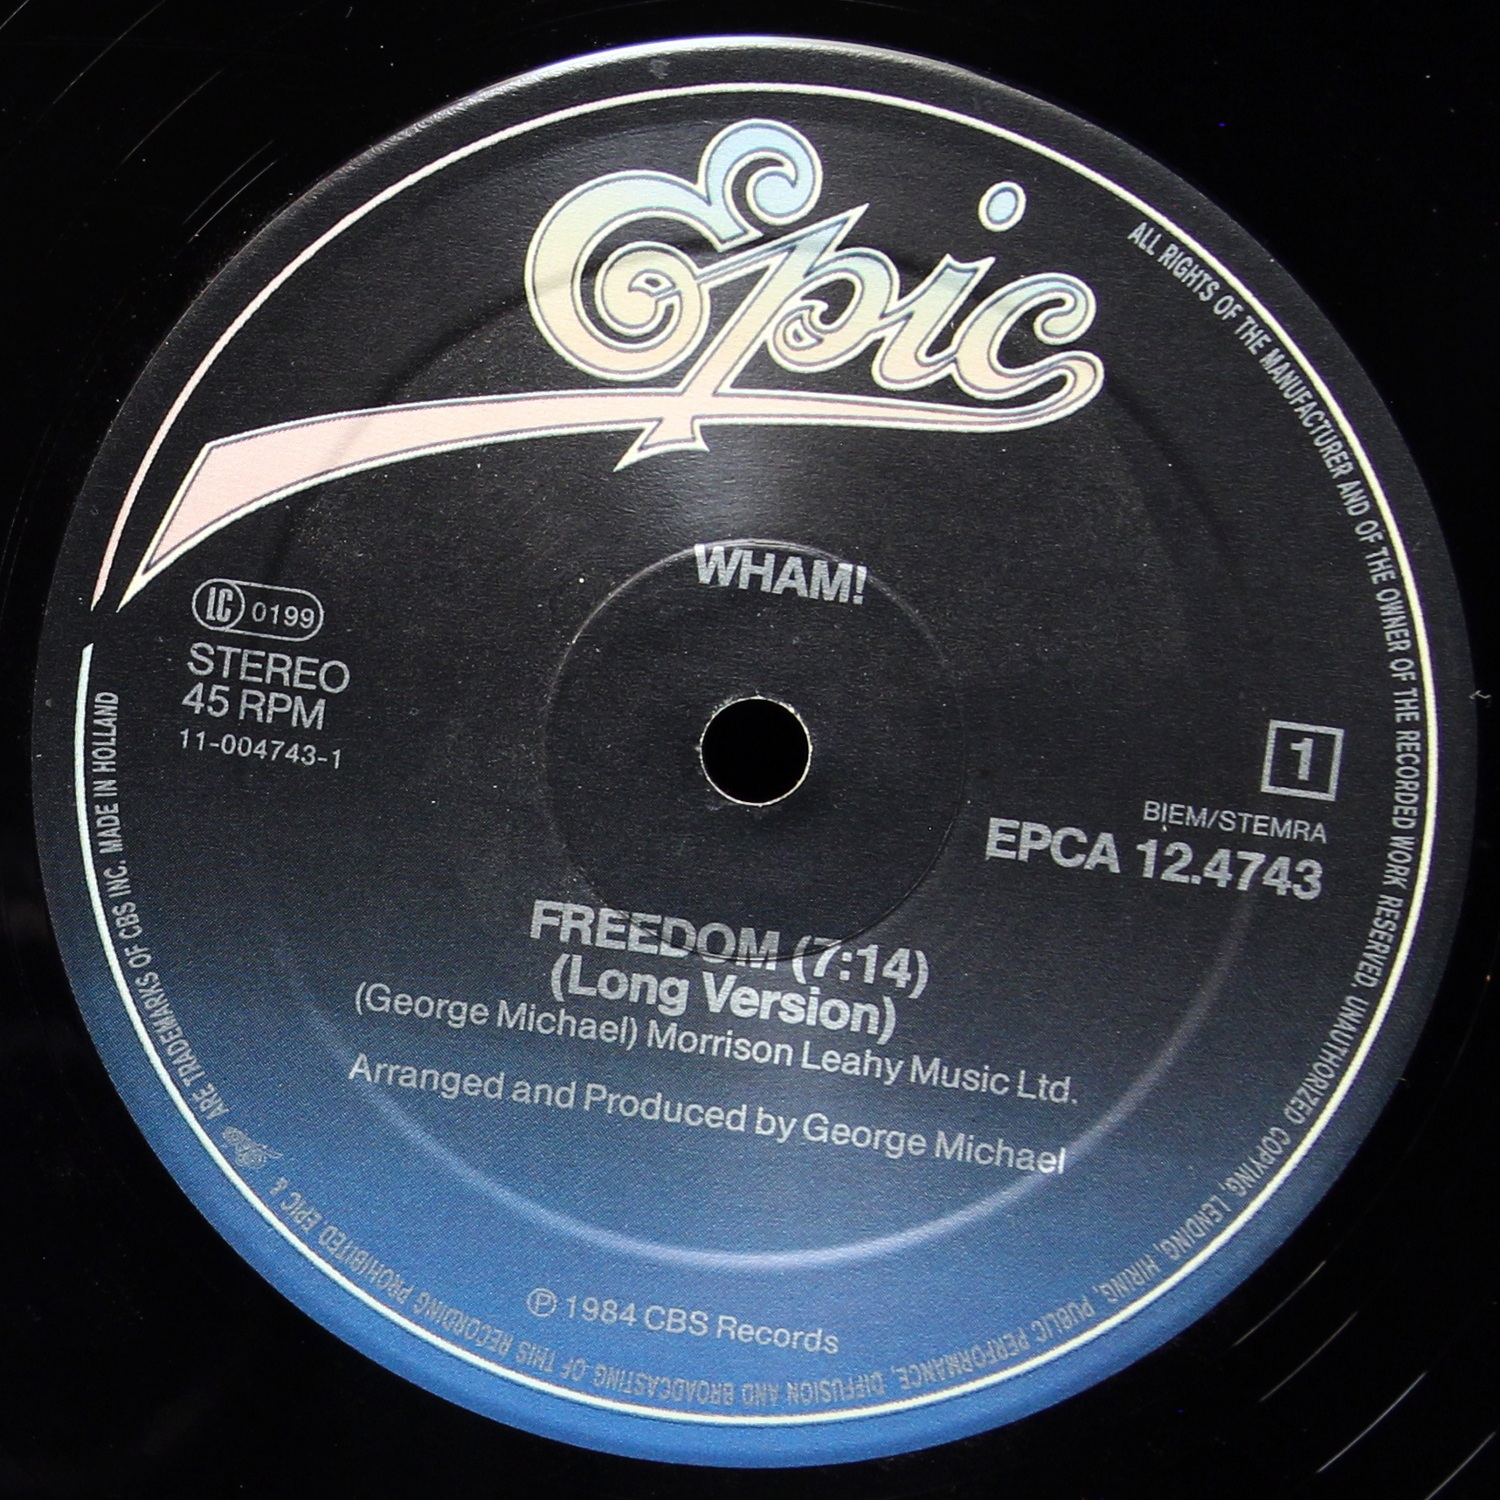 Epic
WHAM!
LC 0199
STEREO
45 RPM
11-004743-1
1
BIEM/STEMRA
EPCA 12.4743
FREEDOM (7:14)
(Long Version)
(George Michael) Morrison Leahy Music Ltd.
Arranged and Produced by George Michael
℗ 1984 CBS Records
ALL RIGHTS OF THE MANUFACTURER AND OF THE OWNER OF THE RECORDED WORK RESERVED. UNAUTHORIZED COPYING, LENDING, HIRING, PUBLIC PERFORMANCE, DIFFUSION AND BROADCASTING OF THIS RECORDING PROHIBITED EPIC & Epic ARE TRADEMARKS OF CBS INC. MADE IN HOLLAND